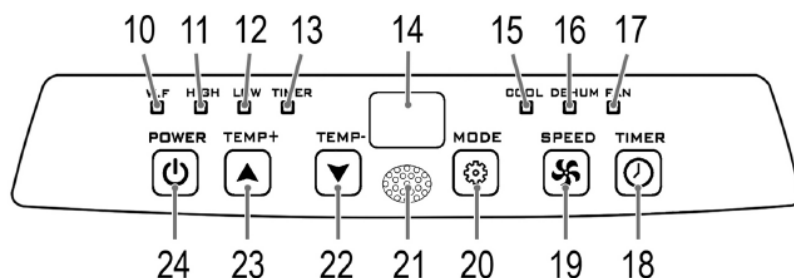 10 11 12 13 14 15 16 17
W.F HIGH LOW TIMER COOL DEHUM FAN
POWER TEMP+ TEMP- MODE SPEED TIMER
24 23 22 21 20 19 18